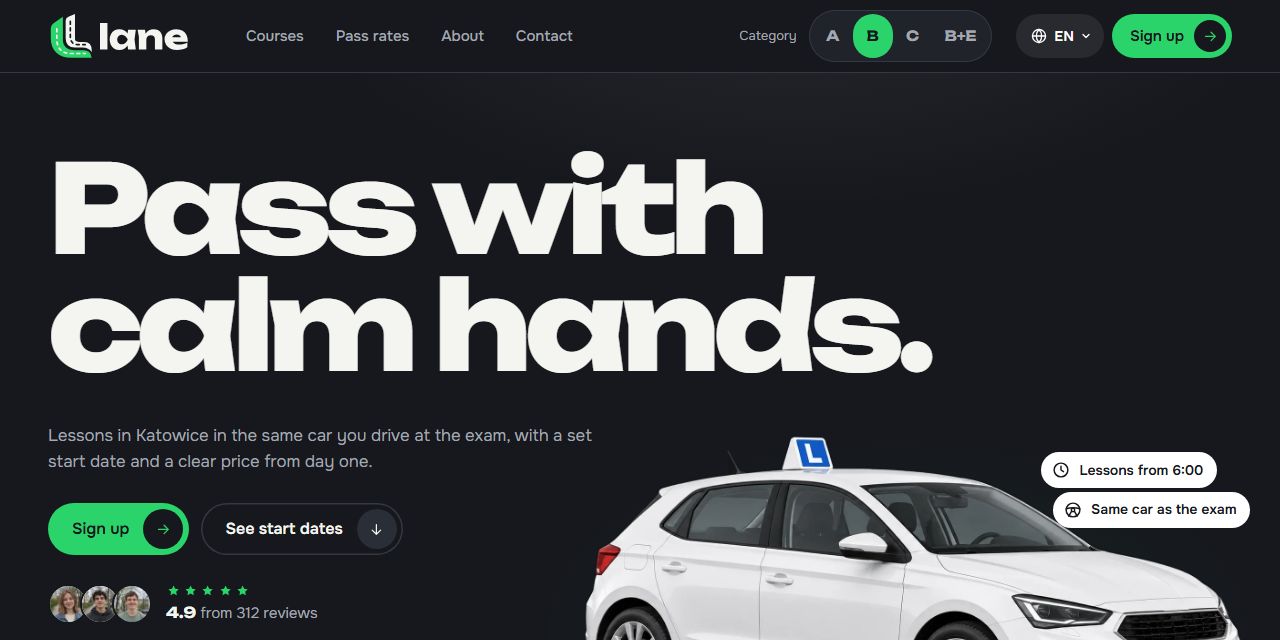 lane
Courses
Pass rates
About
Contact
Category
A
B
C
B+E
EN
Sign up
Pass with
calm hands.
Lessons in Katowice in the same car you drive at the exam, with a set
start date and a clear price from day one.
L
Lessons from 6:00
Same car as the exam
Sign up
See start dates
4.9 from 312 reviews